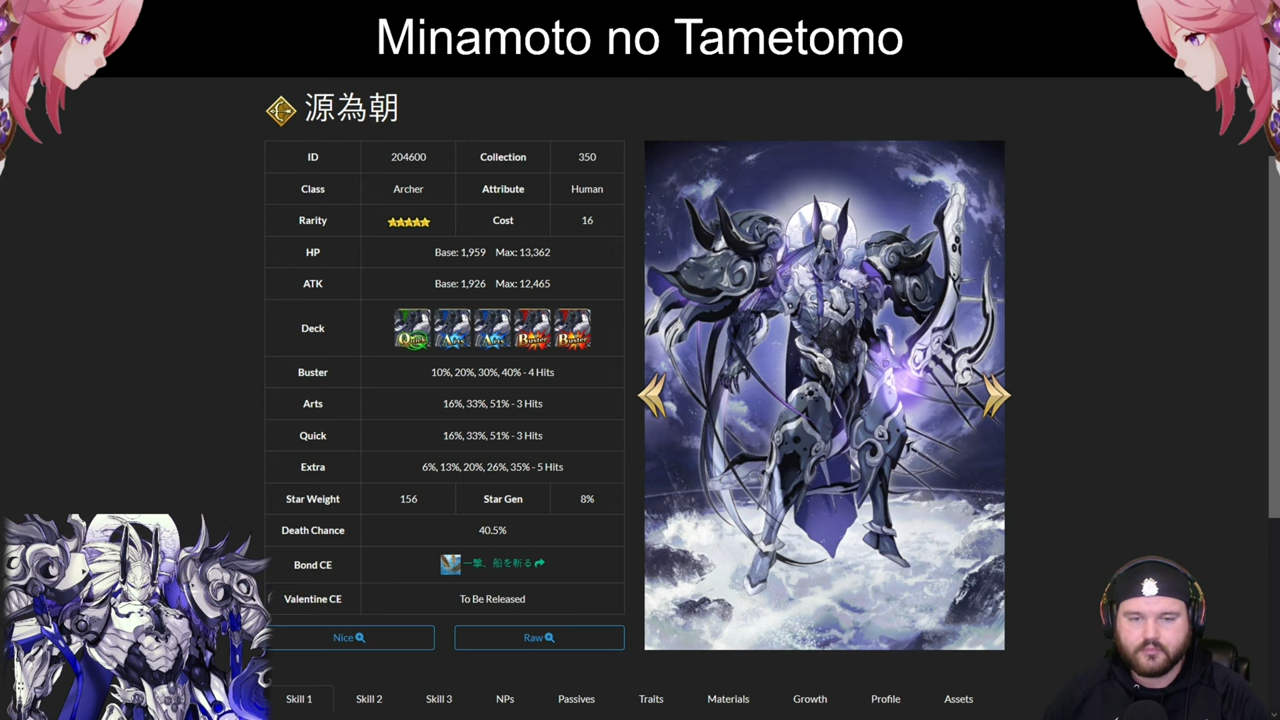 Minamoto no Tametomo
源為朝
ID 204600 Collection 350
Class Archer Attribute Human
Rarity Cost 16
HP Base: 1,959 Max: 13,362
ATK Base: 1,926 Max: 12,465
Deck Quick Arts Arts Buster Buster
Buster 10%, 20%, 30%, 40% - 4 Hits
Arts 16%, 33%, 51% - 3 Hits
Quick 16%, 33%, 51% - 3 Hits
Extra 6%, 13%, 20%, 26%, 35% - 5 Hits
Star Weight 156 Star Gen 8%
Death Chance 40.5%
Bond CE 一撃、船を斬る
Valentine CE To Be Released
Nice Raw
Skill 1 Skill 2 Skill 3 NPs Passives Traits Materials Growth Profile Assets